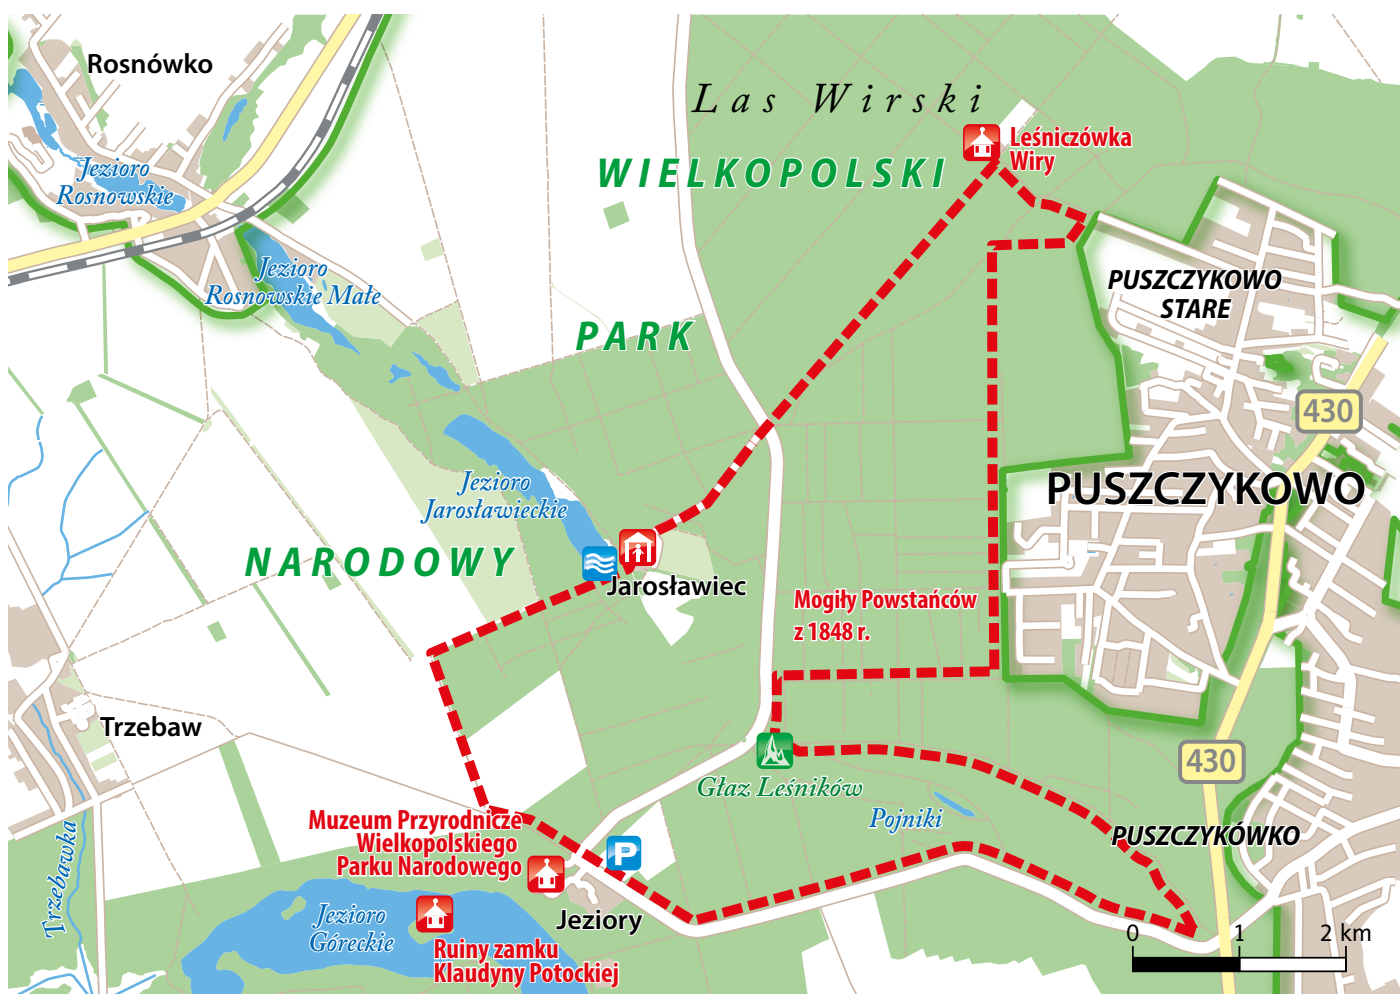 Rosnówko
Las Wirski
Leśniczówka
Wiry
WIELKOPOLSKI
Jezioro
Rosnowskie
Jezioro
Rosnowskie Małe
PUSZCZYKOWO
STARE
PARK
430
Jezioro
Jarosławieckie
PUSZCZYKOWO
NARODOWY
Jarosławiec
Mogiły Powstańców
z 1848 r.
Trzebaw
430
Głaz Leśników
Pojniki
PUSZCZYKÓWKO
Muzeum Przyrodnicze
Wielkopolskiego
Parku Narodowego
P
Trzebawka
Jezioro
Góreckie
Jeziory
Ruiny zamku
Klaudyny Potockiej
0 1 2 km